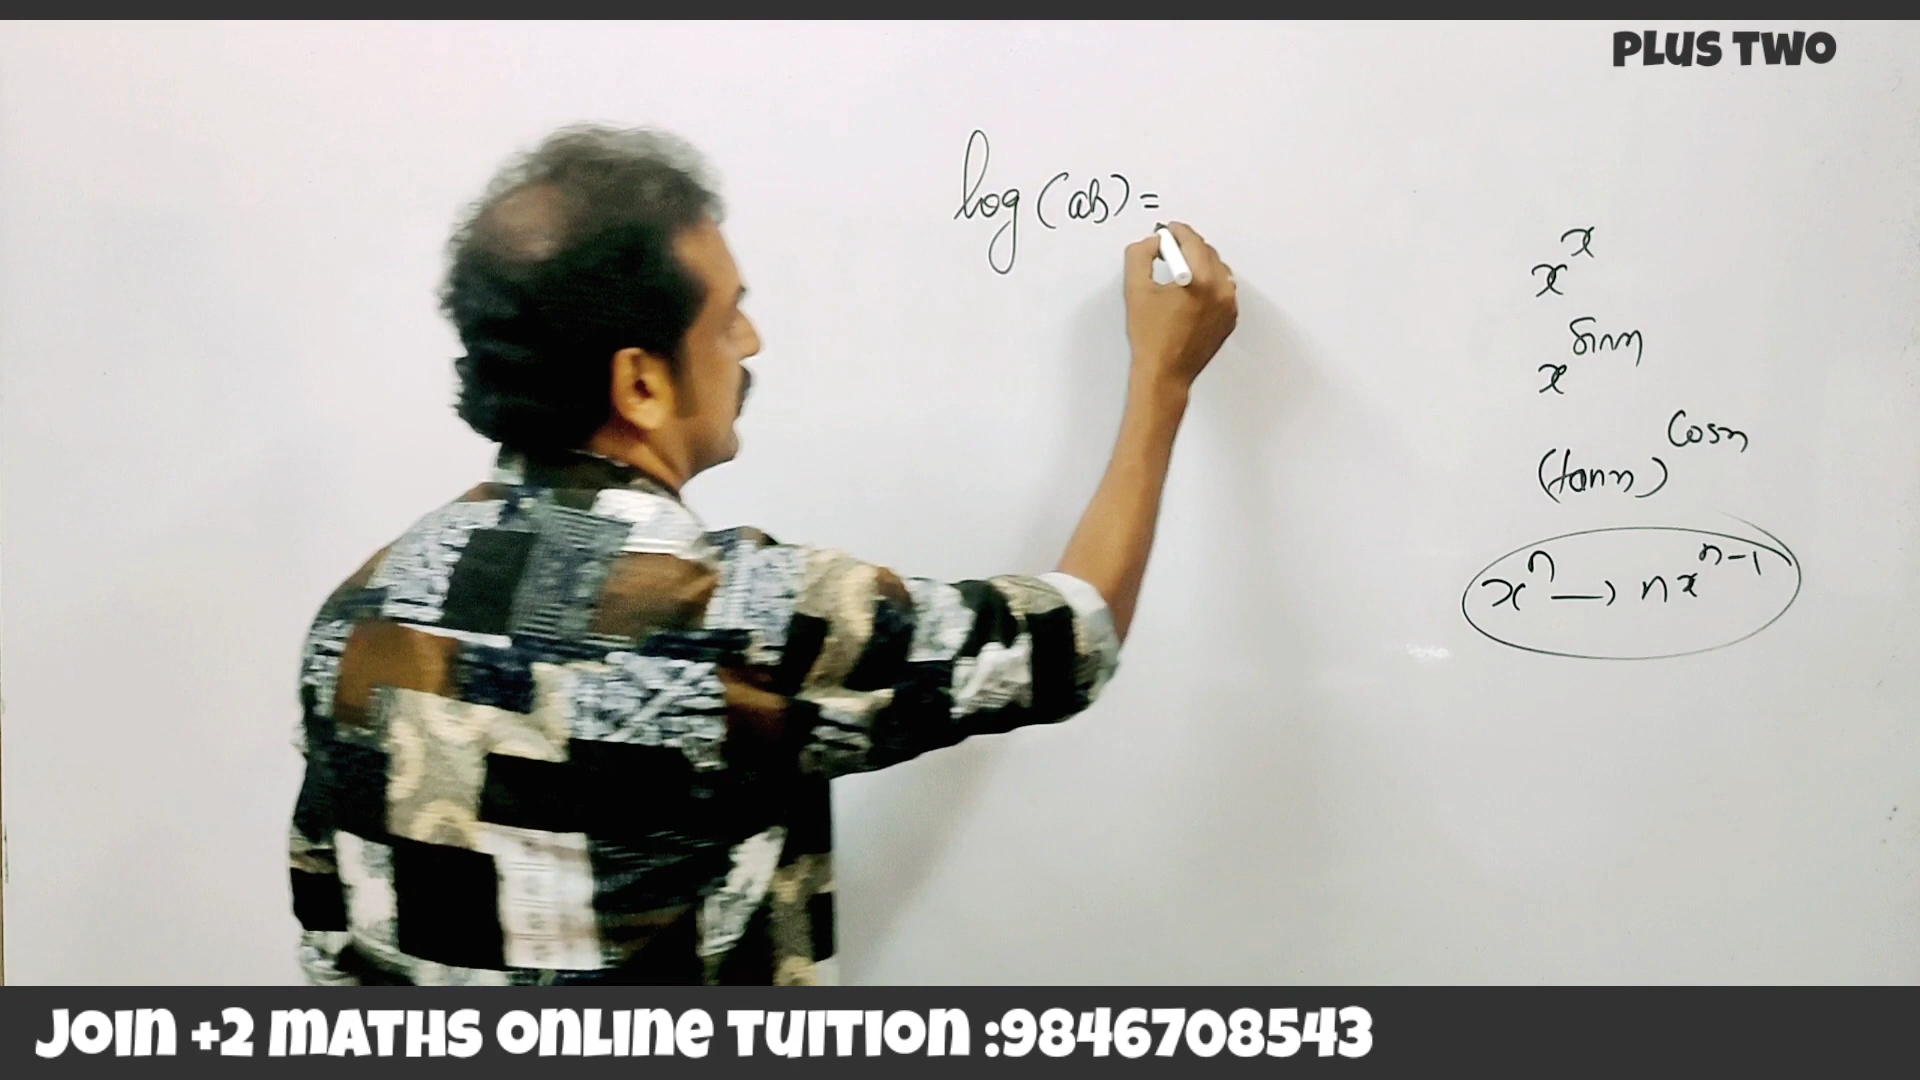 PLUS TWO
log (ab) =
x^x
x^sinx
(tanx)^cosx
x^n → nx^n-1
JOIN +2 MATHS ONLINE TUITION :9846708543